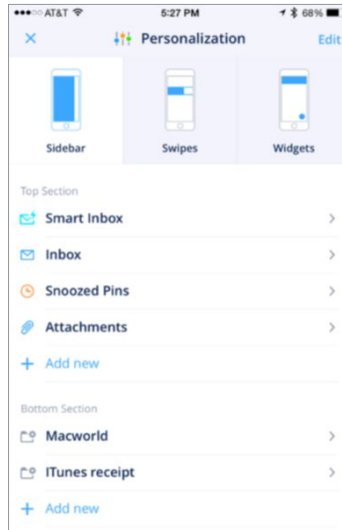 AT&T 5:27 PM 68%
Personalization Edit
Sidebar Swipes Widgets
Top Section
Smart Inbox
Inbox
Snoozed Pins
Attachments
+ Add new
Bottom Section
Macworld
ITunes receipt
+ Add new